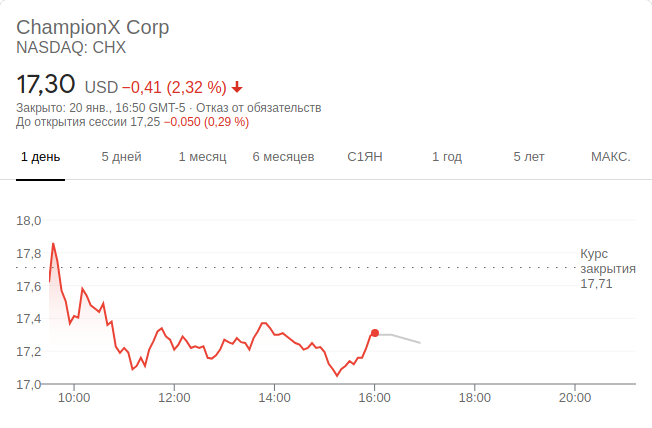 ChampionX Corp
NASDAQ: CHX
17,30 USD −0,41 (2,32 %)
Закрыто: 20 янв., 16:50 GMT-5 · Отказ от обязательств
До открытия сессии 17,25 −0,050 (0,29 %)
1 день 5 дней 1 месяц 6 месяцев С1ЯН 1 год 5 лет МАКС.
18,0
17,8
17,6
17,4
17,2
17,0
Курс
закрытия
17,71
10:00 12:00 14:00 16:00 18:00 20:00